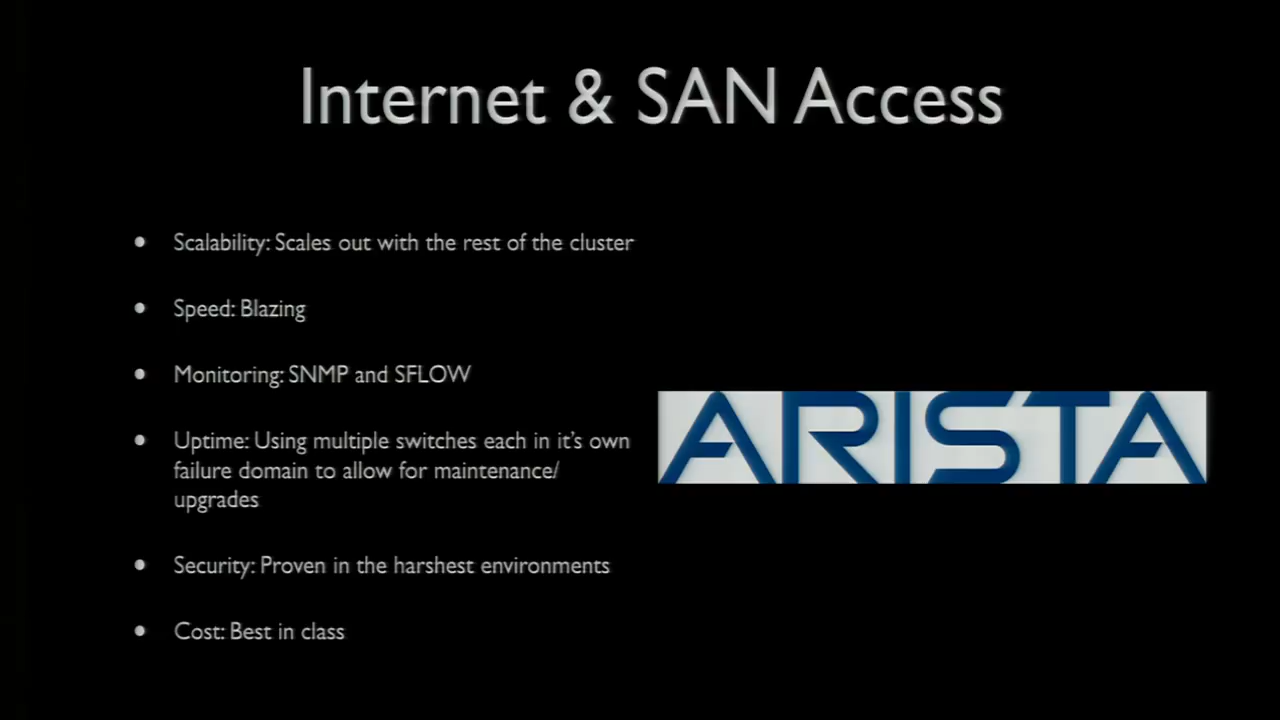 Internet & SAN Access
• Scalability: Scales out with the rest of the cluster
• Speed: Blazing
• Monitoring: SNMP and SFLOW
• Uptime: Using multiple switches each in it's own
failure domain to allow for maintenance/
upgrades
• Security: Proven in the harshest environments
• Cost: Best in class
ARISTA